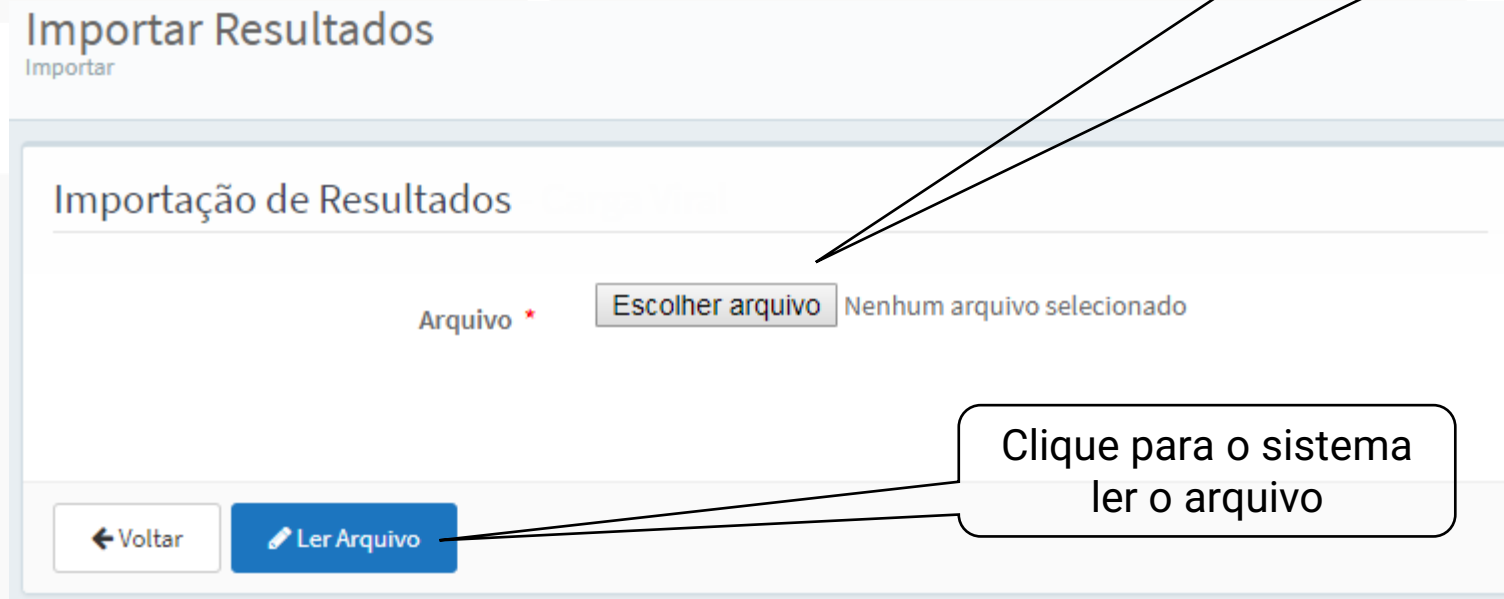 Importar Resultados
Importar
Importação de Resultados
Arquivo *
Escolher arquivo Nenhum arquivo selecionado
Clique para o sistema
ler o arquivo
Voltar
Ler Arquivo